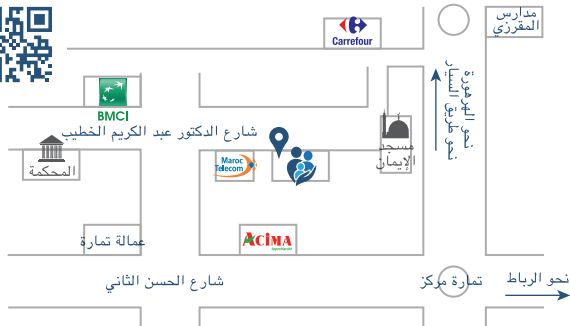 مدارس
المقرزي
Carrefour
نحو الهرهورة
نحو طريق السيار
BMCI
شارع الدكتور عبد الكريم الخطيب
مسجد
الإيمان
Maroc
Telecom
المحكمة
عمالة تمارة
ACIMA
شارع الحسن الثاني
تمارة مركز
نحو الرباط